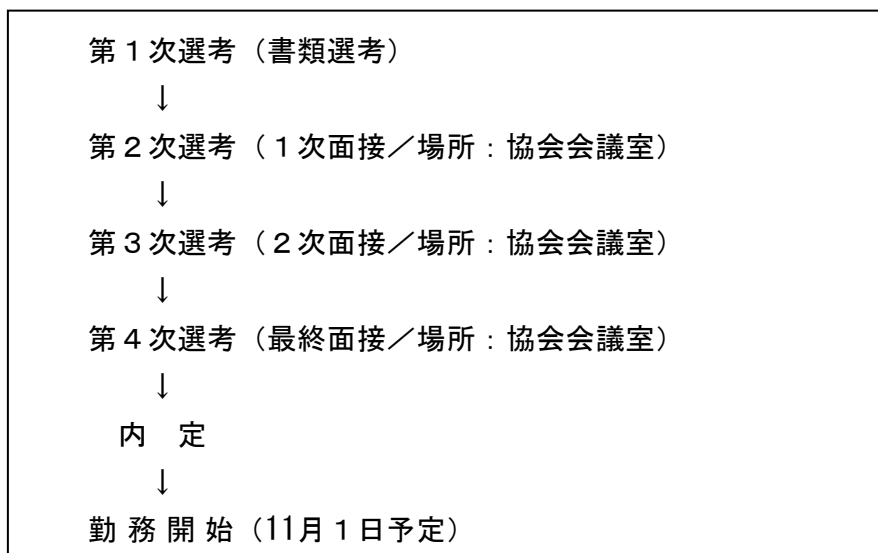 第１次選考（書類選考）
↓
第２次選考（１次面接／場所：協会会議室）
↓
第３次選考（２次面接／場所：協会会議室）
↓
第４次選考（最終面接／場所：協会会議室）
↓
内　定
↓
勤 務 開 始（11月１日予定）